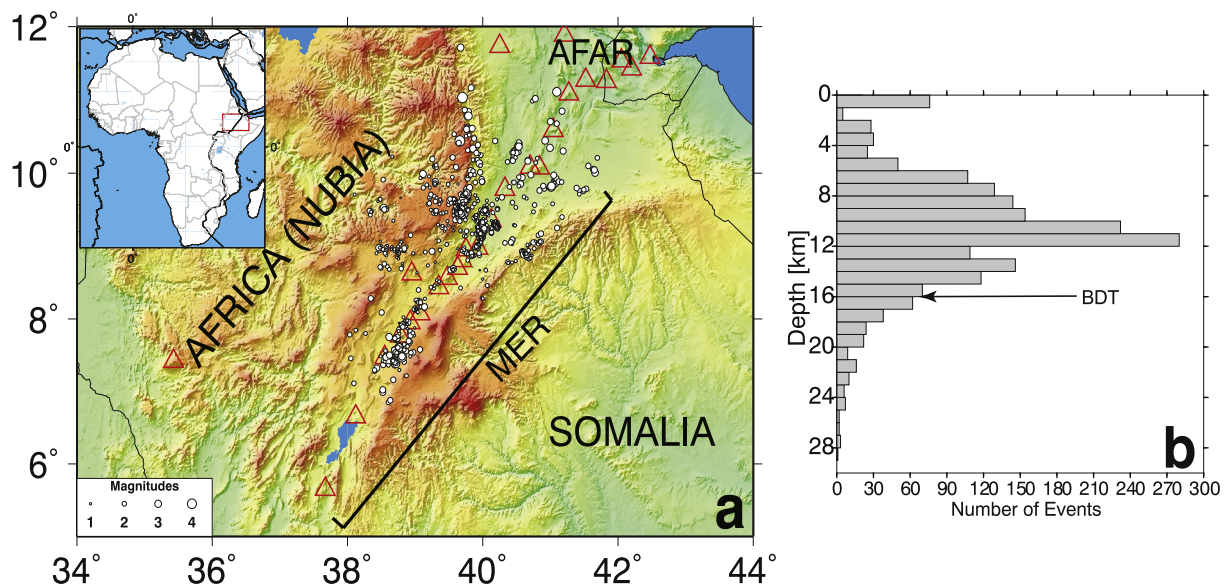 12°
10°
8°
6°
34°
36°
38°
40°
42°
44°
0°
0°
0°
0°
AFAR
AFRICA (NUBIA)
MER
SOMALIA
Magnitudes
1 2 3 4
a
0
4
8
12
16
20
24
28
Depth [km]
BDT
b
0 30 60 90 120 150 180 210 240 270 300
Number of Events